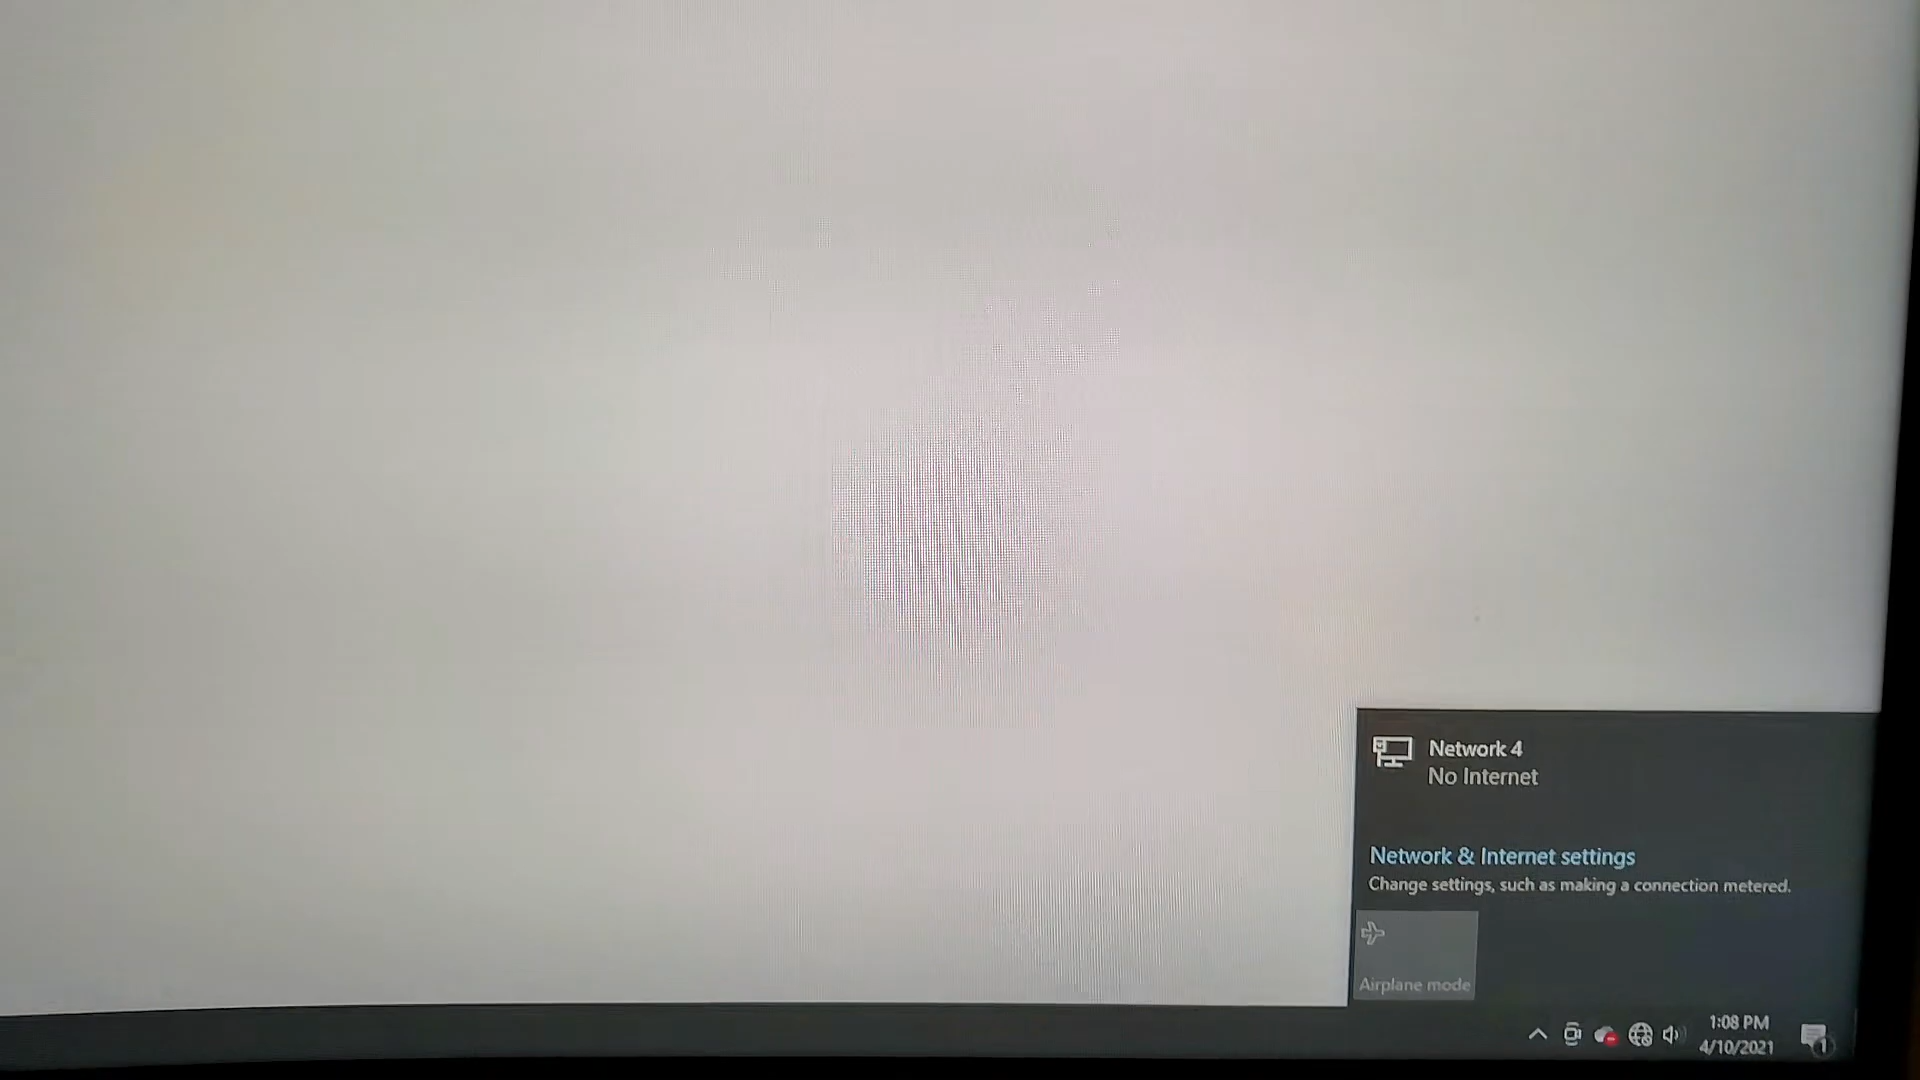 Network 4
No Internet
Network & Internet settings
Change settings, such as making a connection metered.
Airplane mode
1:08 PM
4/10/2021
1